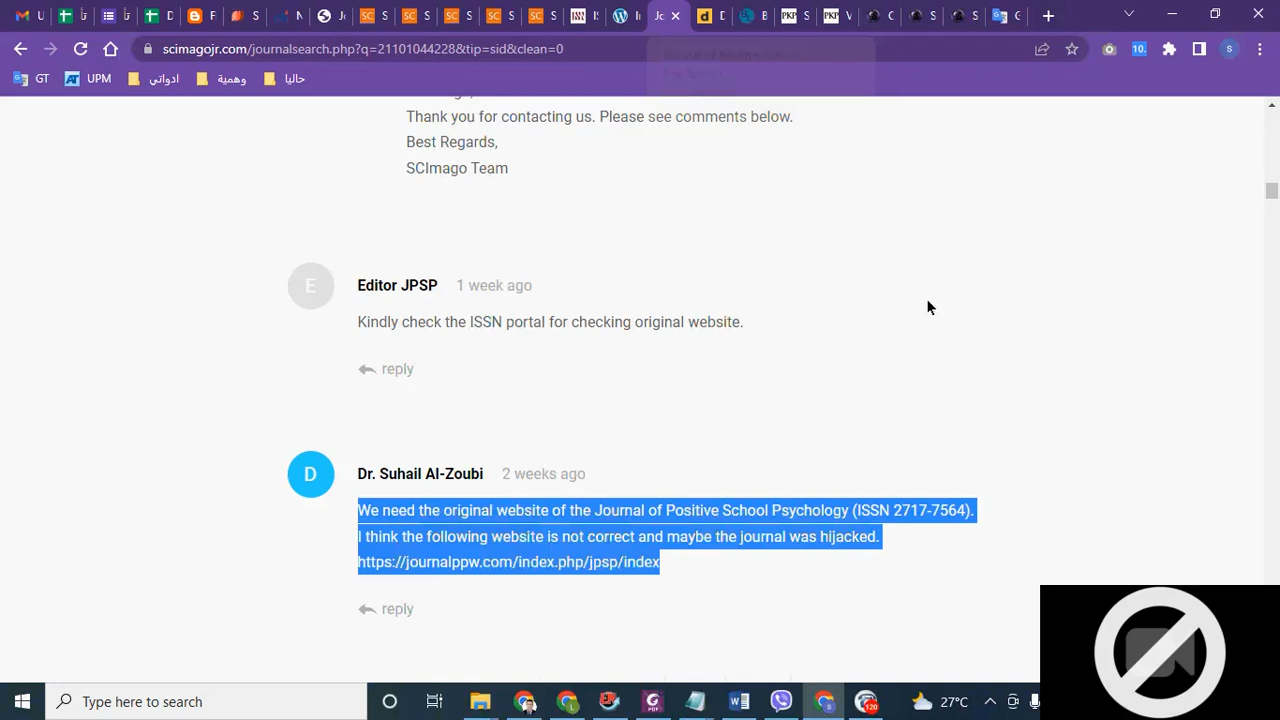 scimagojr.com/journalsearch.php?q=21101044228&tip=sid&clean=0
GT
UPM
ادواتي
وهمية
حاليا
Thank you for contacting us. Please see comments below.
Best Regards,
SCImago Team
E
Editor JPSP 1 week ago
Kindly check the ISSN portal for checking original website.
reply
D
Dr. Suhail Al-Zoubi 2 weeks ago
We need the original website of the Journal of Positive School Psychology (ISSN 2717-7564).
I think the following website is not correct and maybe the journal was hijacked.
https://journalppw.com/index.php/jpsp/index
reply
Type here to search
27°C